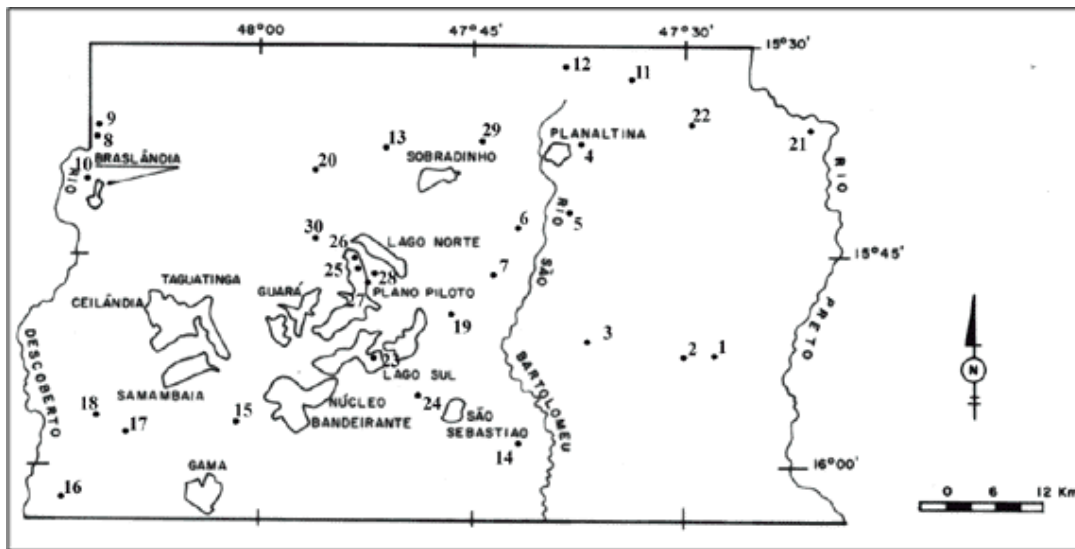 48°00'
47°45'
47°30'
15°30'
12
11
9
8
22
21
13
29
PLANALTINA
4
BRASLÂNDIA
10
20
SOBRADINHO
RIO
RIO
5
6
RIO
30
LAGO NORTE
26
SÃO
15°45'
25
28
7
TAGUATINGA
GUARÁ
PLANO PILOTO
27
CEILÂNDIA
19
PRETO
3
2
1
23
LAGO SUL
DESCOBERTO
BARTOLOMEU
N
SAMAMBAIA
NÚCLEO
BANDEIRANTE
24
SÃO
SEBASTIAO
18
17
15
14
GAMA
16°00'
16
0 6 12 Km